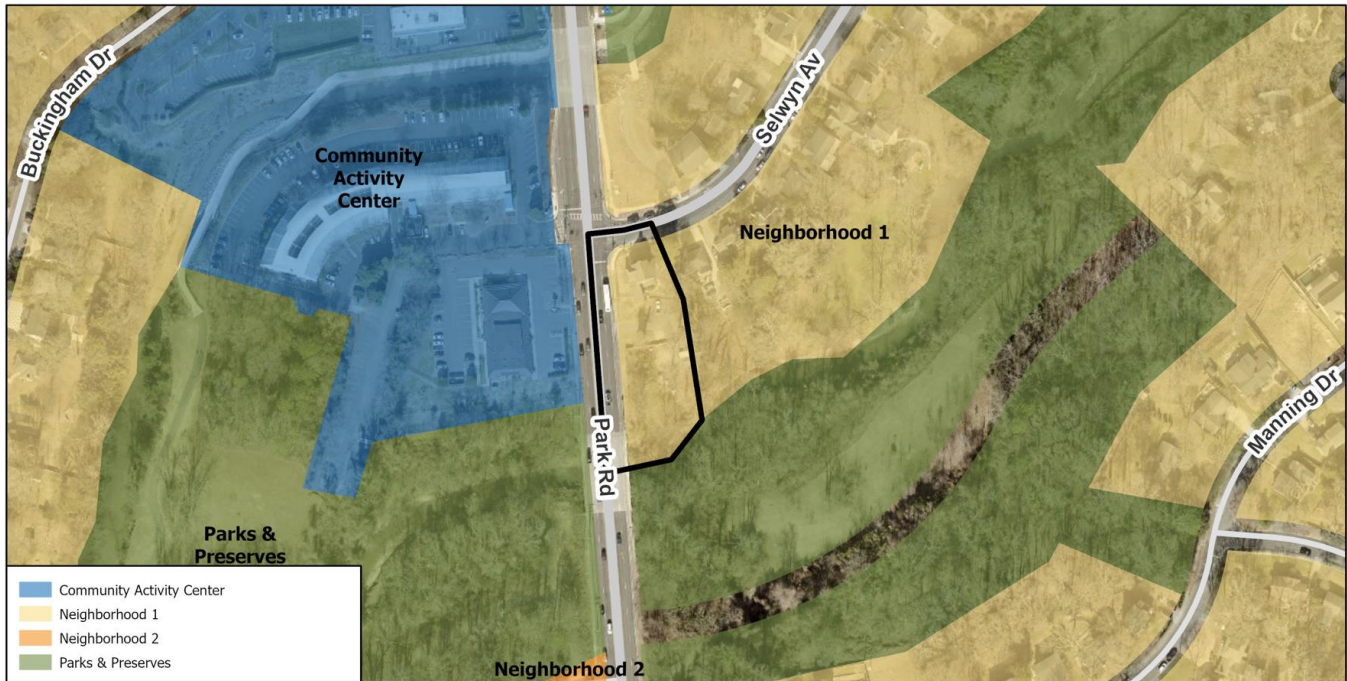 Buckingham Dr
Selwyn Av
Community
Activity
Center
Neighborhood 1
Park Rd
Manning Dr
Parks &
Preserves
Community Activity Center
Neighborhood 1
Neighborhood 2
Parks & Preserves
Neighborhood 2